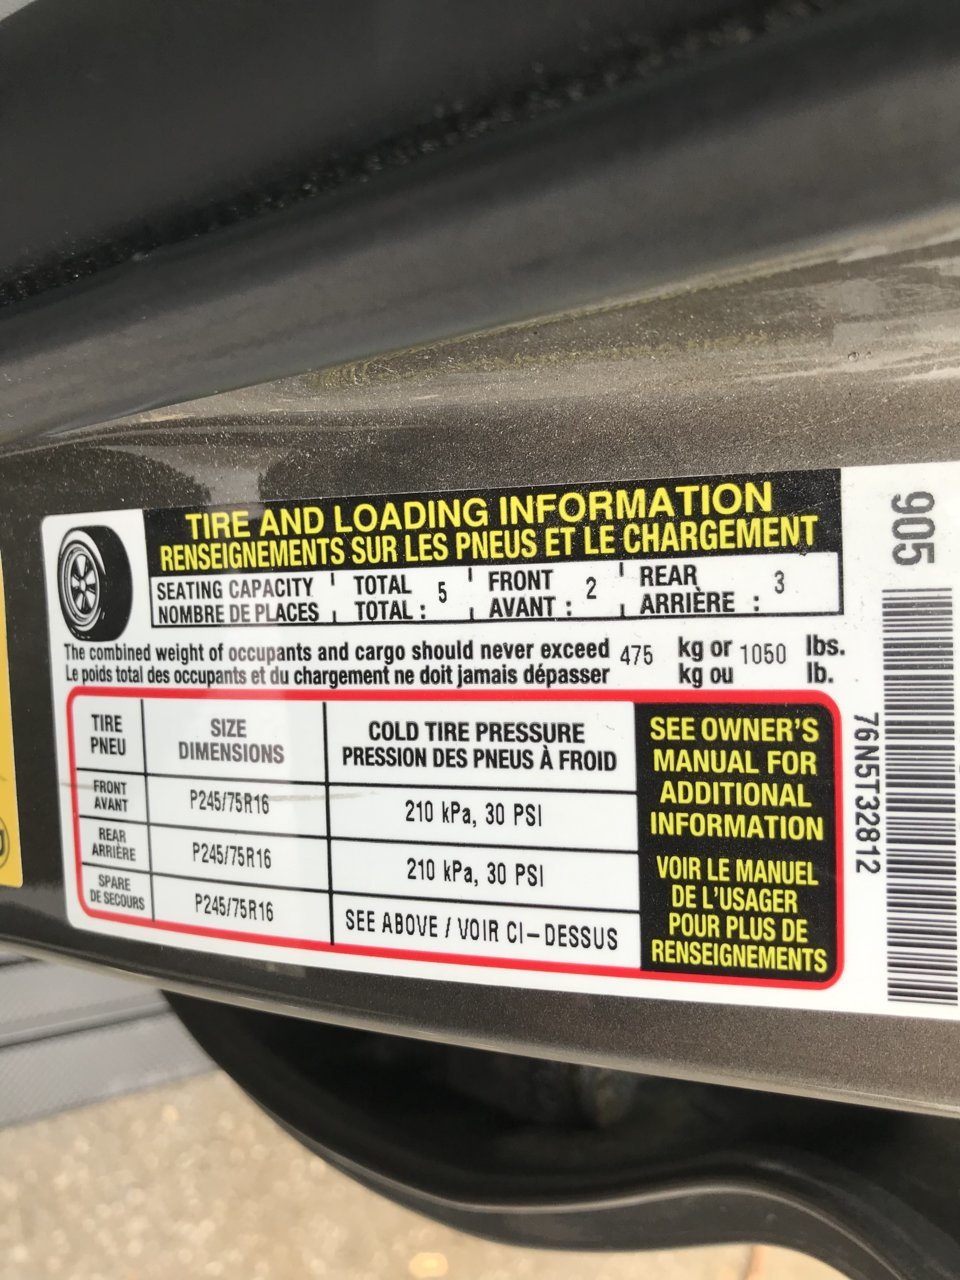 TIRE AND LOADING INFORMATION
RENSEIGNEMENTS SUR LES PNEUS ET LE CHARGEMENT
SEATING CAPACITY TOTAL 5 FRONT 2 REAR 3
NOMBRE DE PLACES TOTAL : AVANT : ARRIÈRE :
The combined weight of occupants and cargo should never exceed 475 kg or 1050 lbs.
Le poids total des occupants et du chargement ne doit jamais dépasser kg ou lb.
TIRE SIZE COLD TIRE PRESSURE
PNEU DIMENSIONS PRESSION DES PNEUS À FROID
FRONT
AVANT P245/75R16 210 kPa, 30 PSI
REAR
ARRIÈRE P245/75R16 210 kPa, 30 PSI
SPARE
DE SECOURS P245/75R16 SEE ABOVE / VOIR CI-DESSUS
SEE OWNER'S
MANUAL FOR
ADDITIONAL
INFORMATION
VOIR LE MANUEL
DE L'USAGER
POUR PLUS DE
RENSEIGNEMENTS
905
76N5T32812